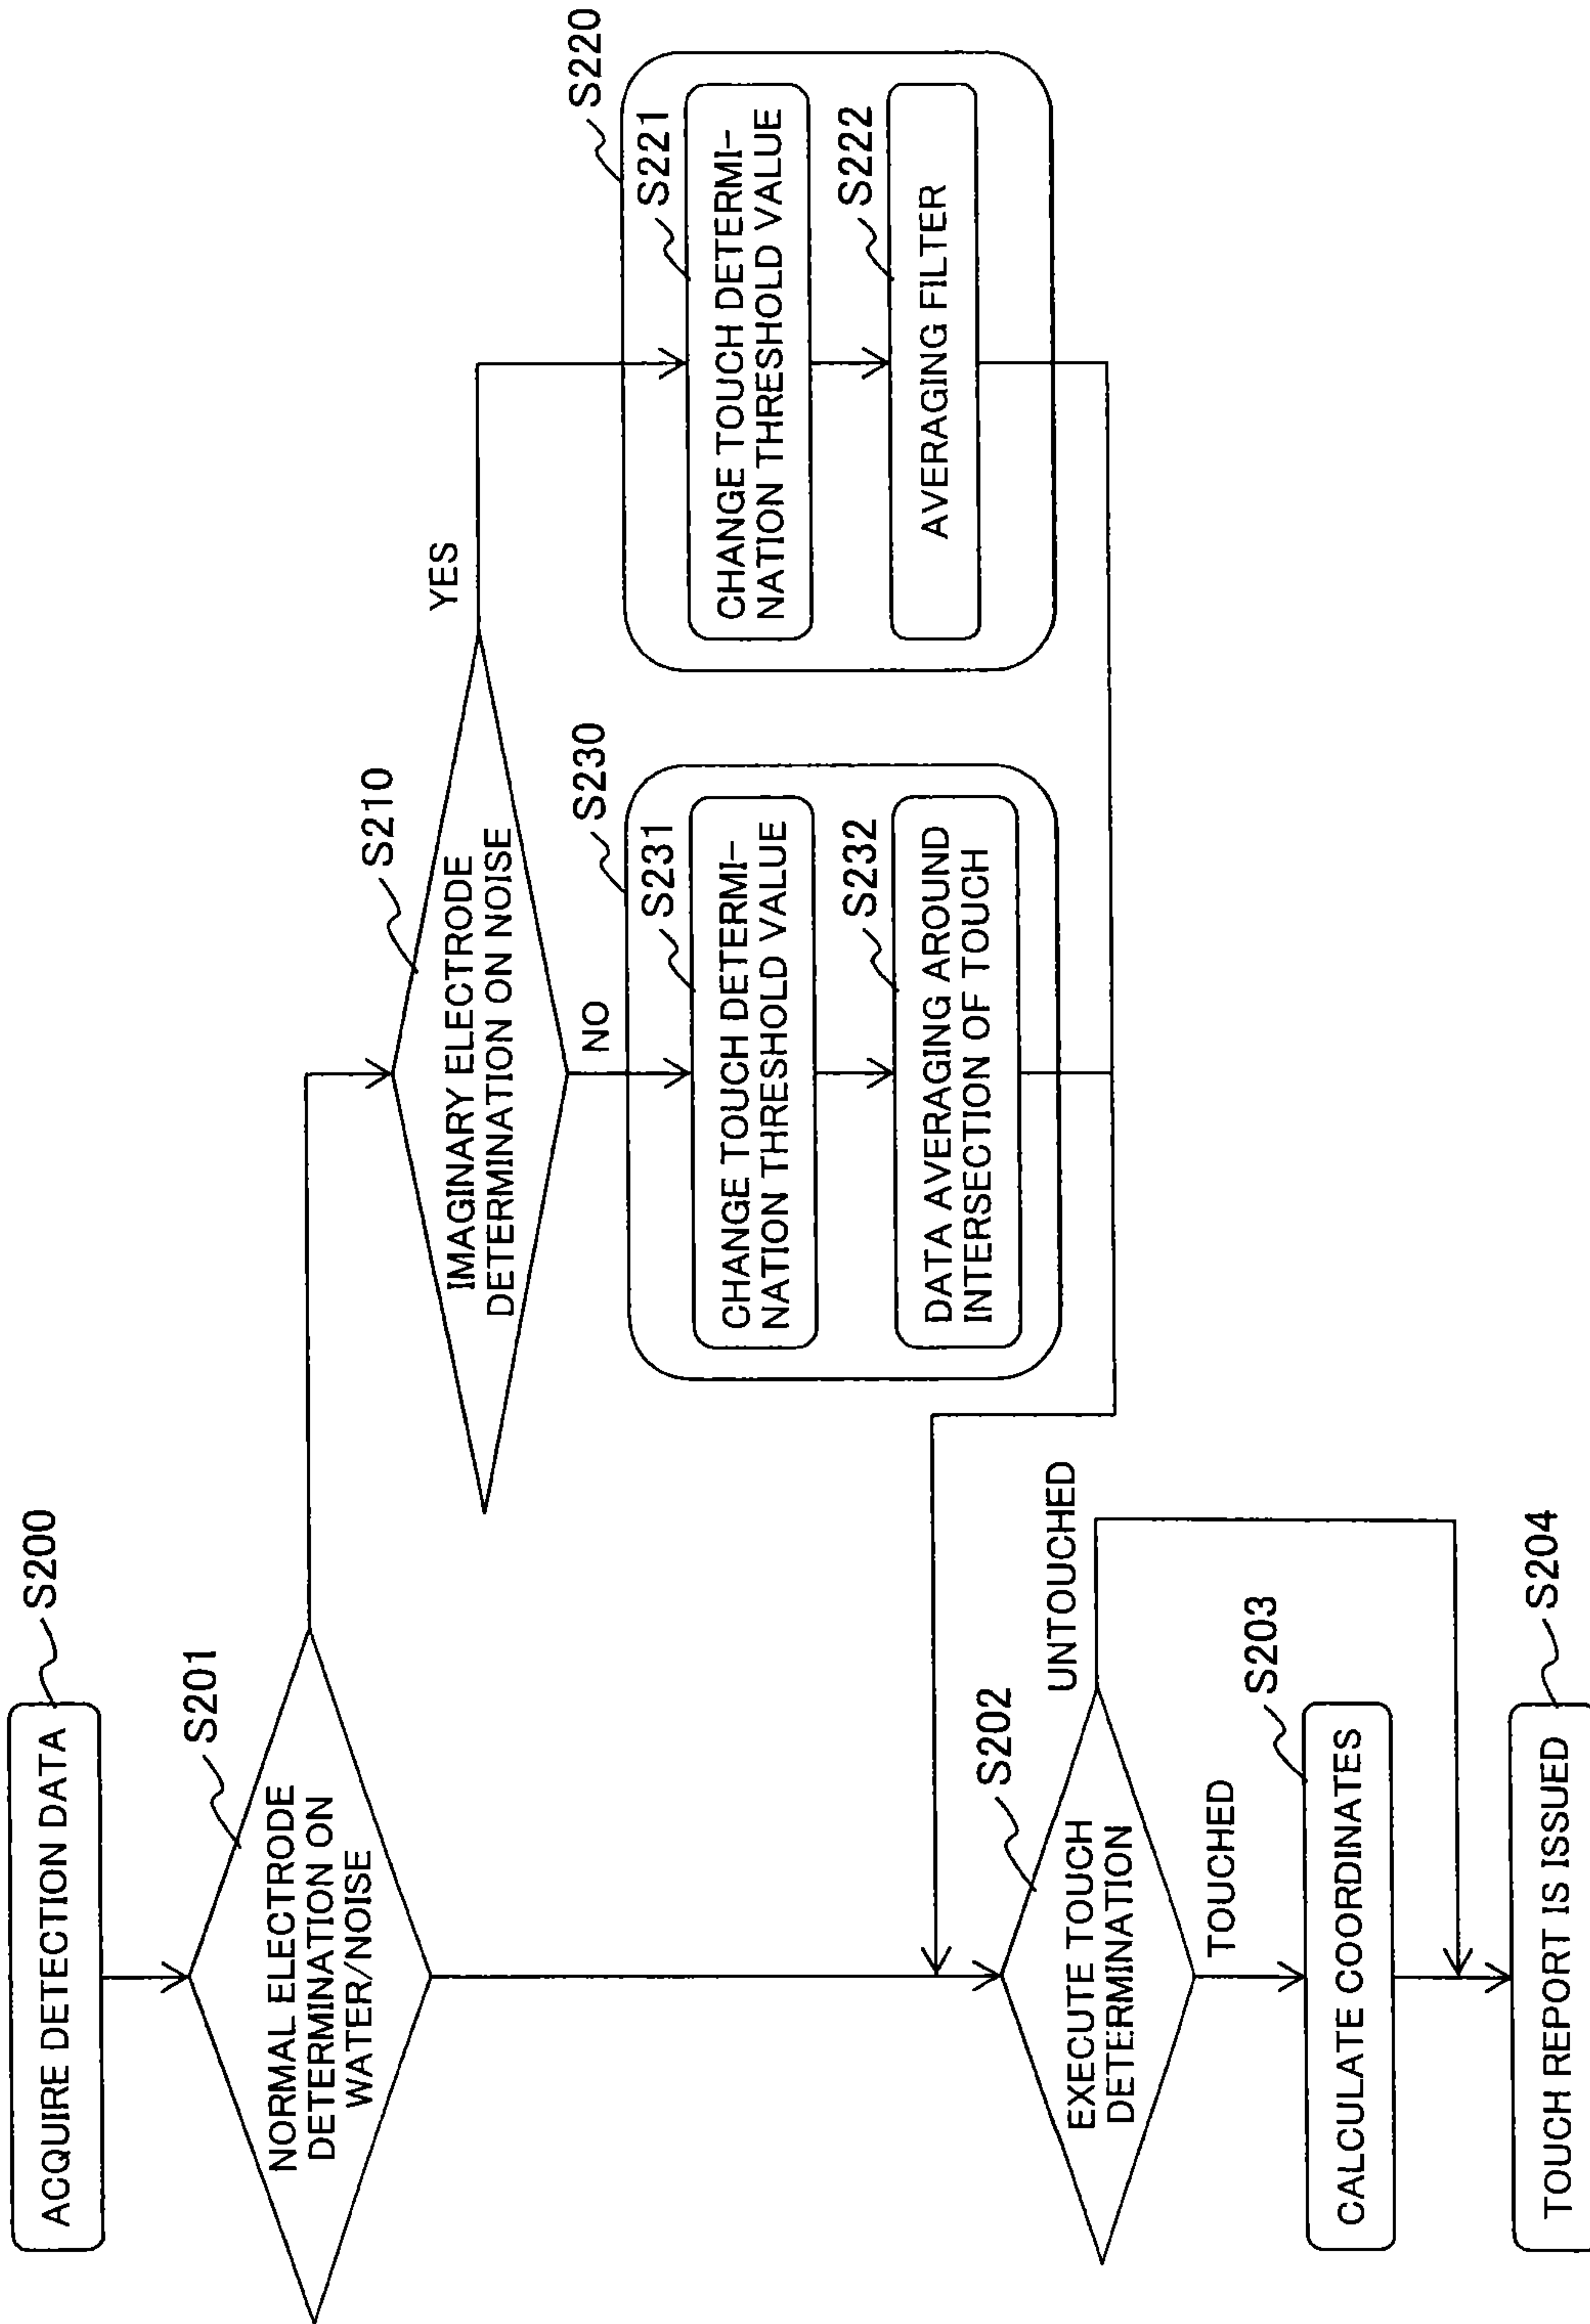 ACQUIRE DETECTION DATA
S200
NORMAL ELECTRODE
DETERMINATION ON
WATER/NOISE
S201
IMAGINARY ELECTRODE
DETERMINATION ON NOISE
S210
YES
NO
S230
CHANGE TOUCH DETERMI-
NATION THRESHOLD VALUE
S231
DATA AVERAGING AROUND
INTERSECTION OF TOUCH
S232
S220
CHANGE TOUCH DETERMI-
NATION THRESHOLD VALUE
S221
AVERAGING FILTER
S222
EXECUTE TOUCH
DETERMINATION
S202
UNTOUCHED
TOUCHED
CALCULATE COORDINATES
S203
TOUCH REPORT IS ISSUED
S204